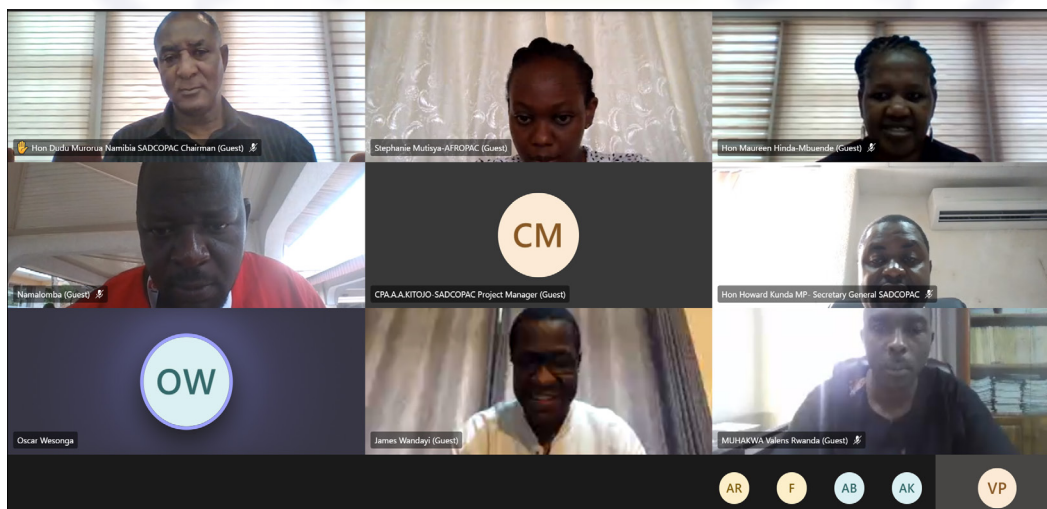 Hon Dudu Murorua Namibia SADCOPAC Chairman (Guest)
Stephanie Mutisya-AFROPAC (Guest)
Hon Maureen Hinda-Mbuende (Guest)
Namalomba (Guest)
CM
CPA.A.A.KITOJO-SADCOPAC Project Manager (Guest)
Hon Howard Kunda MP- Secretary General SADCOPAC
OW
Oscar Wesonga
James Wandayi (Guest)
MUHAKWA Valens Rwanda (Guest)
AR
F
AB
AK
VP